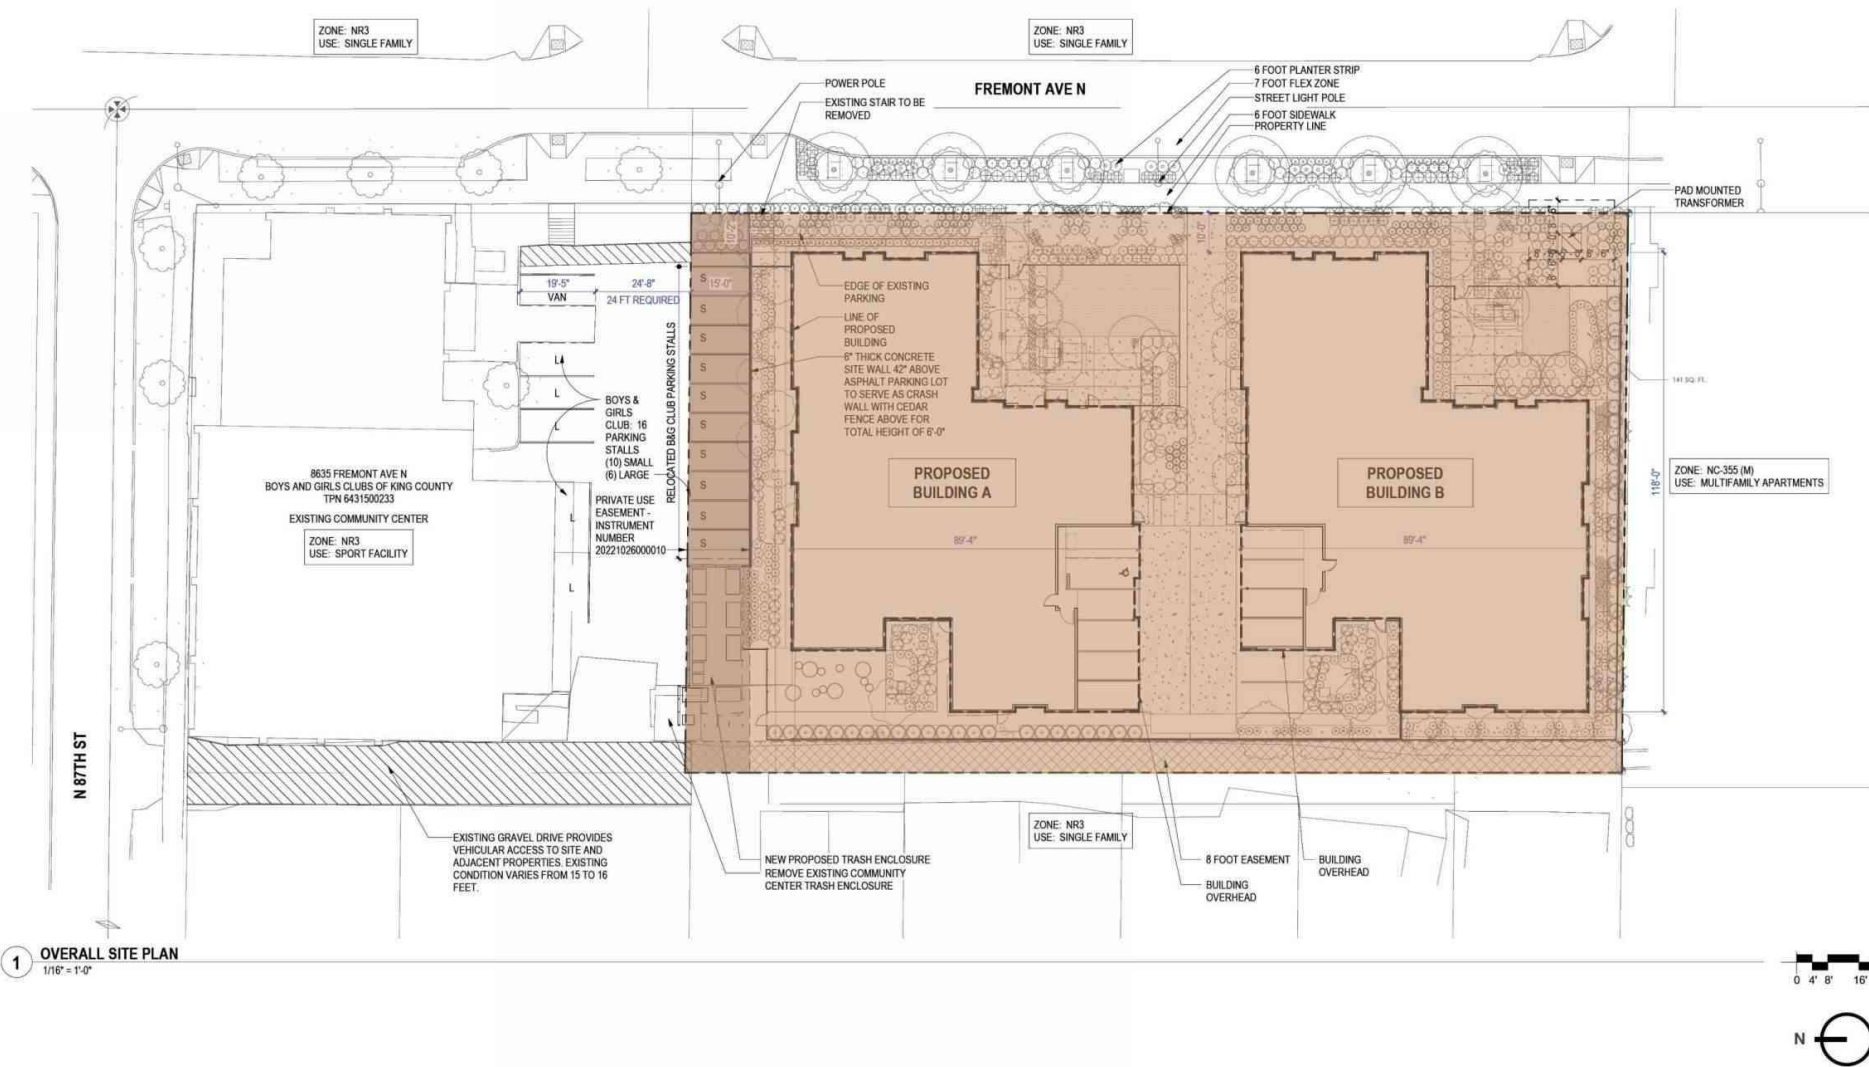 ZONE: NR3
USE: SINGLE FAMILY
ZONE: NR3
USE: SINGLE FAMILY
FREMONT AVE N
POWER POLE
EXISTING STAIR TO BE
REMOVED
6 FOOT PLANTER STRIP
7 FOOT FLEX ZONE
STREET LIGHT POLE
6 FOOT SIDEWALK
PROPERTY LINE
PAD MOUNTED
TRANSFORMER
10'-0"
19'-5"
VAN
24'-8"
24 FT REQUIRED
15'-0"
RELOCATED B&G CLUB PARKING STALLS
S
S
S
S
S
S
S
S
S
S
L
L
L
L
L
BOYS &
GIRLS
CLUB: 16
PARKING
STALLS
(10) SMALL
(6) LARGE
PRIVATE USE
EASEMENT -
INSTRUMENT
NUMBER
20221026000010
EDGE OF EXISTING
PARKING
LINE OF
PROPOSED
BUILDING
6" THICK CONCRETE
SITE WALL 42" ABOVE
ASPHALT PARKING LOT
TO SERVE AS CRASH
WALL WITH CEDAR
FENCE ABOVE FOR
TOTAL HEIGHT OF 6'-0"
8635 FREMONT AVE N
BOYS AND GIRLS CLUBS OF KING COUNTY
TPN 6431500233
EXISTING COMMUNITY CENTER
ZONE: NR3
USE: SPORT FACILITY
PROPOSED
BUILDING A
PROPOSED
BUILDING B
89'-4"
89'-4"
141 SQ. FT.
118'-0"
ZONE: NC-355 (M)
USE: MULTIFAMILY APARTMENTS
N 87TH ST
EXISTING GRAVEL DRIVE PROVIDES
VEHICULAR ACCESS TO SITE AND
ADJACENT PROPERTIES. EXISTING
CONDITION VARIES FROM 15 TO 16
FEET.
NEW PROPOSED TRASH ENCLOSURE
REMOVE EXISTING COMMUNITY
CENTER TRASH ENCLOSURE
ZONE: NR3
USE: SINGLE FAMILY
8 FOOT EASEMENT
BUILDING
OVERHEAD
BUILDING
OVERHEAD
1
OVERALL SITE PLAN
1/16" = 1'-0"
0 4' 8' 16'
N